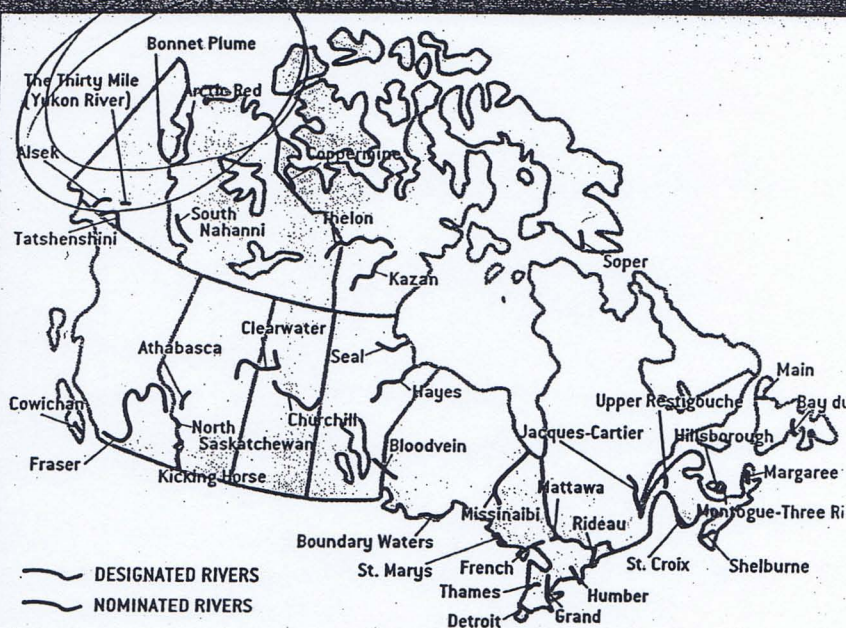 Bonnet Plume
The Thirty Mile
(Yukon River)
Arctic Red
Alsek
Coppermine
South
Nahanni
Thelon
Tatshenshini
Kazan
Soper
Clearwater
Athabasca
Seal
Main
Hayes
Upper Restigouche
Bay du
Cowichan
Churchill
North
Saskatchewan
Jacques-Cartier
Hillsborough
Bloodvein
Fraser
Kicking Horse
Margaree
Mattawa
Missinaibi
Montogue-Three Ri
Rideau
Boundary Waters
St. Marys
French
St. Croix
Shelburne
DESIGNATED RIVERS
Thames
Humber
NOMINATED RIVERS
Grand
Detroit